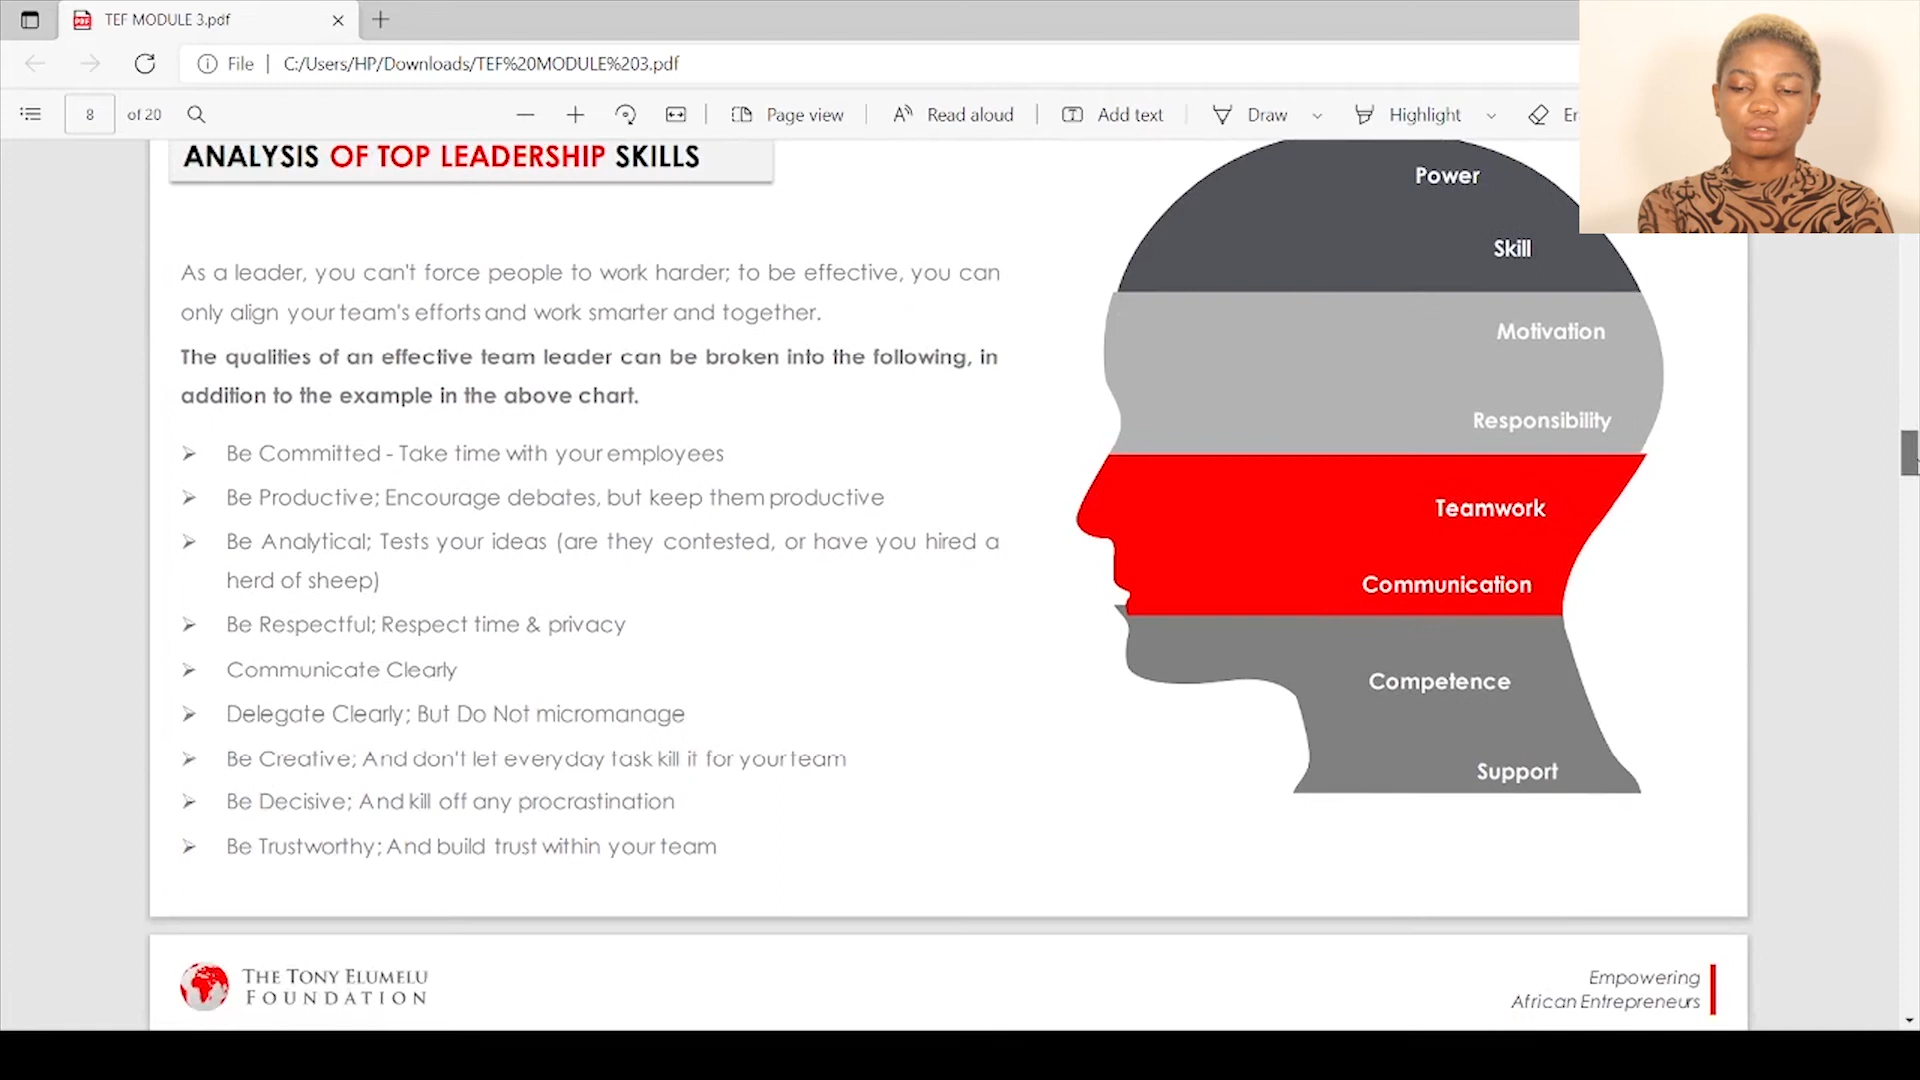 TEF MODULE 3.pdf
File
C:/Users/HP/Downloads/TEF%20MODULE%203.pdf
8 of 20
Page view
Read aloud
Add text
Draw
Highlight
ANALYSIS OF TOP LEADERSHIP SKILLS
As a leader, you can't force people to work harder; to be effective, you can
only align your team's efforts and work smarter and together.
The qualities of an effective team leader can be broken into the following, in
addition to the example in the above chart.
Be Committed - Take time with your employees
Be Productive; Encourage debates, but keep them productive
Be Analytical; Tests your ideas (are they contested, or have you hired a
herd of sheep)
Be Respectful; Respect time & privacy
Communicate Clearly
Delegate Clearly; But Do Not micromanage
Be Creative; And don't let everyday task kill it for your team
Be Decisive; And kill off any procrastination
Be Trustworthy; And build trust within your team
Power
Skill
Motivation
Responsibility
Teamwork
Communication
Competence
Support
THE TONY ELUMELU
FOUNDATION
Empowering
African Entrepreneurs